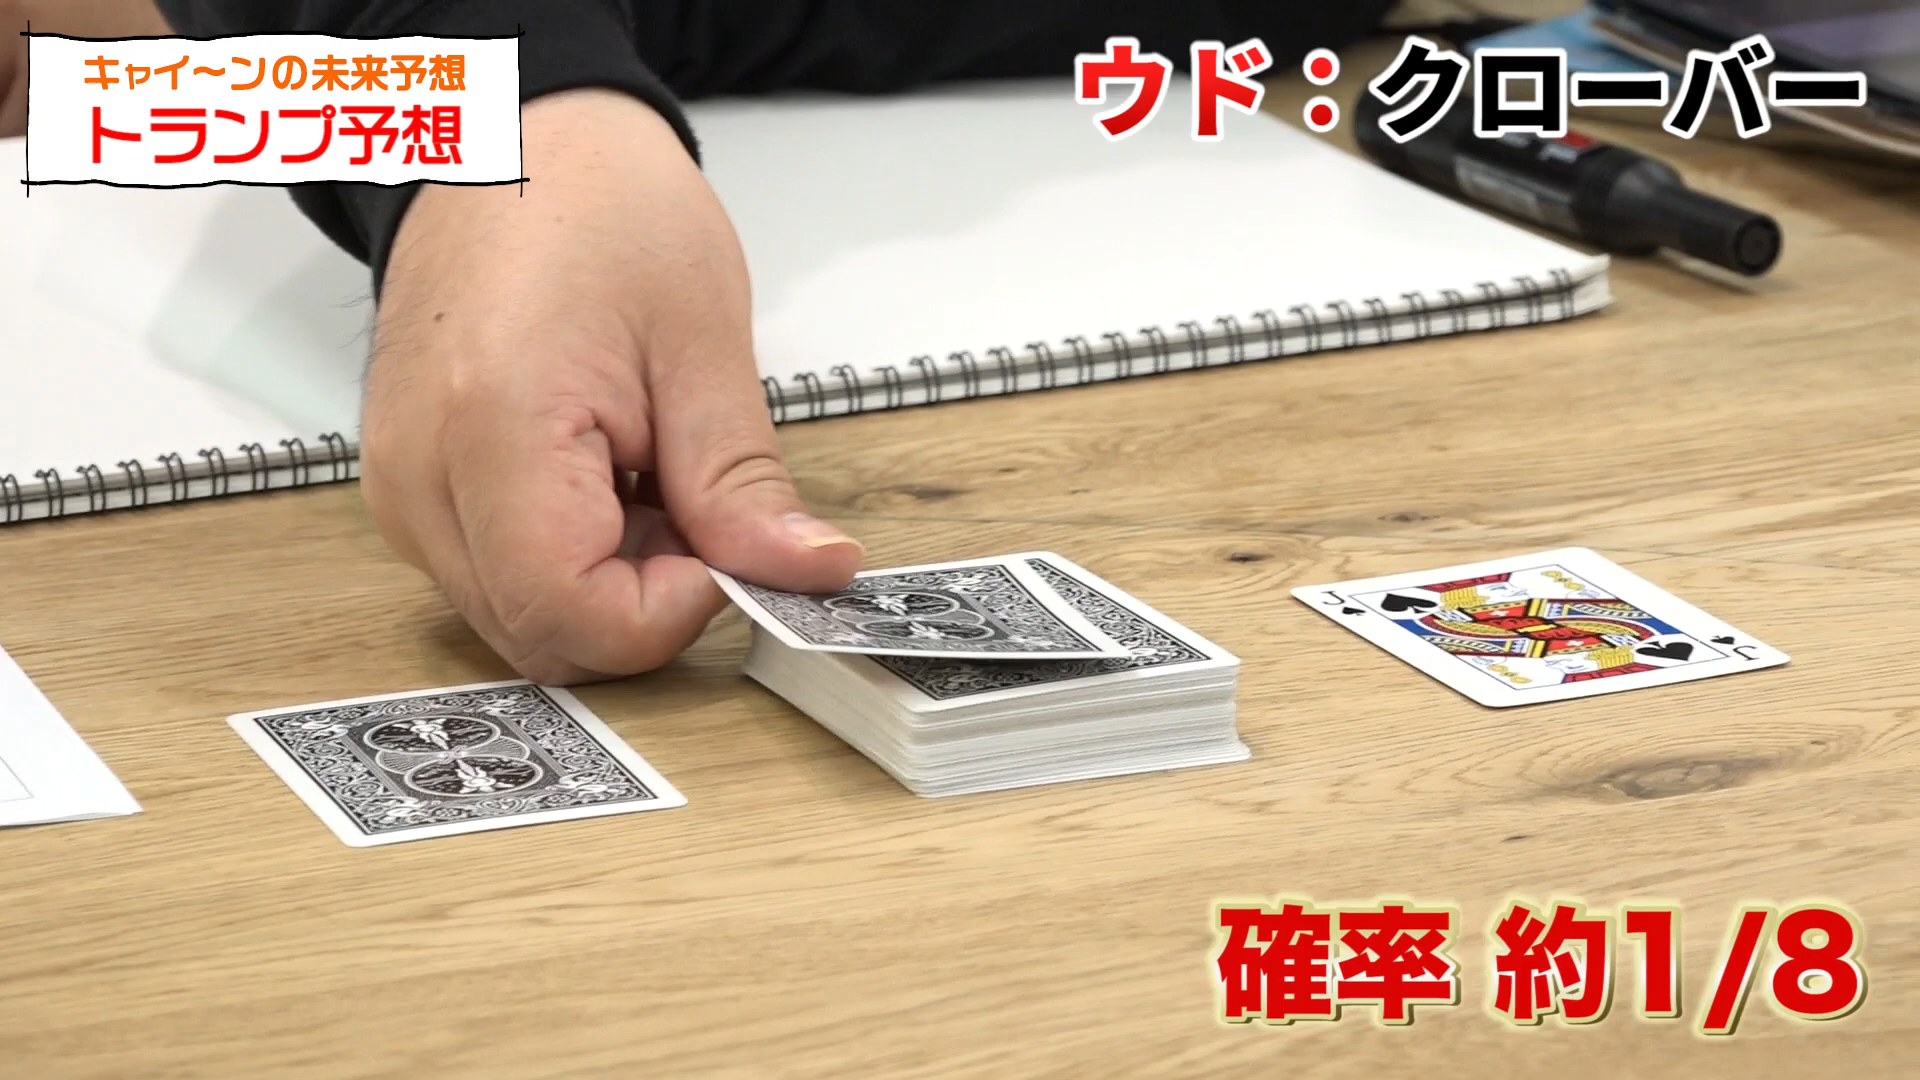 キャイ〜ンの未来予想
トランプ予想
ウド：クローバー
J
J
確率 約1/8